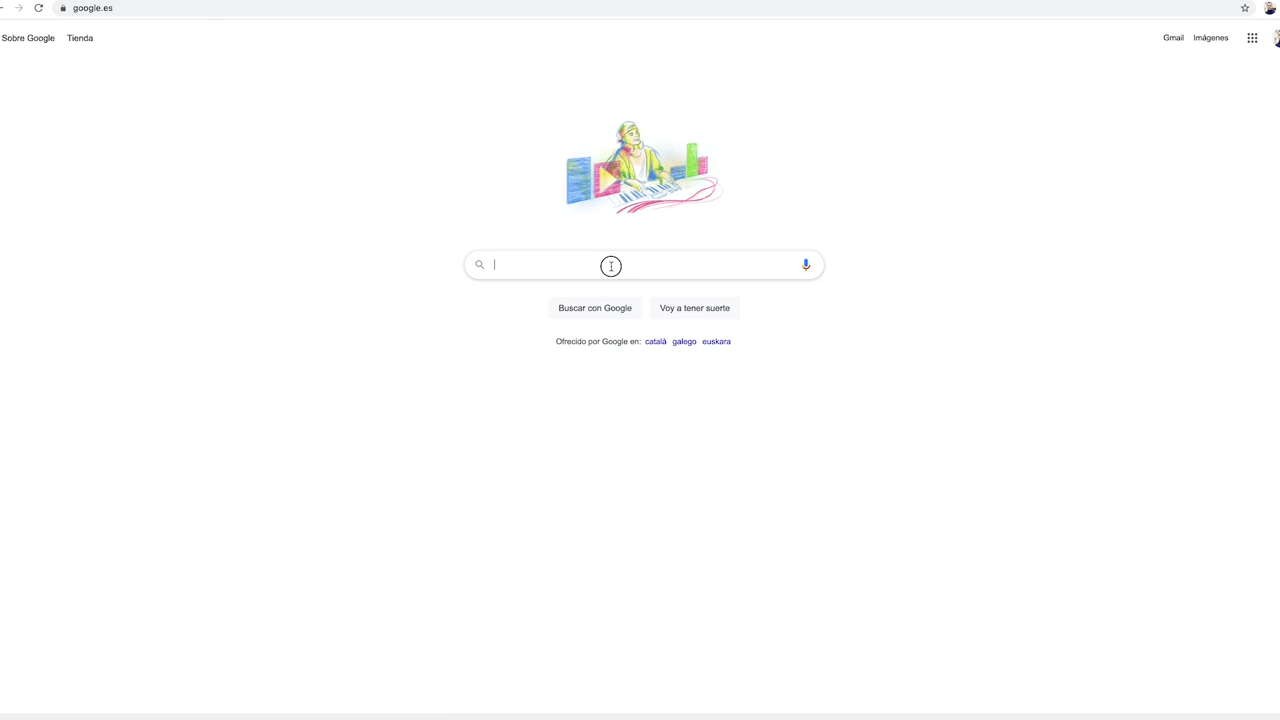 google.es
Sobre Google Tienda Gmail Imágenes
Buscar con Google Voy a tener suerte
Ofrecido por Google en: català galego euskara